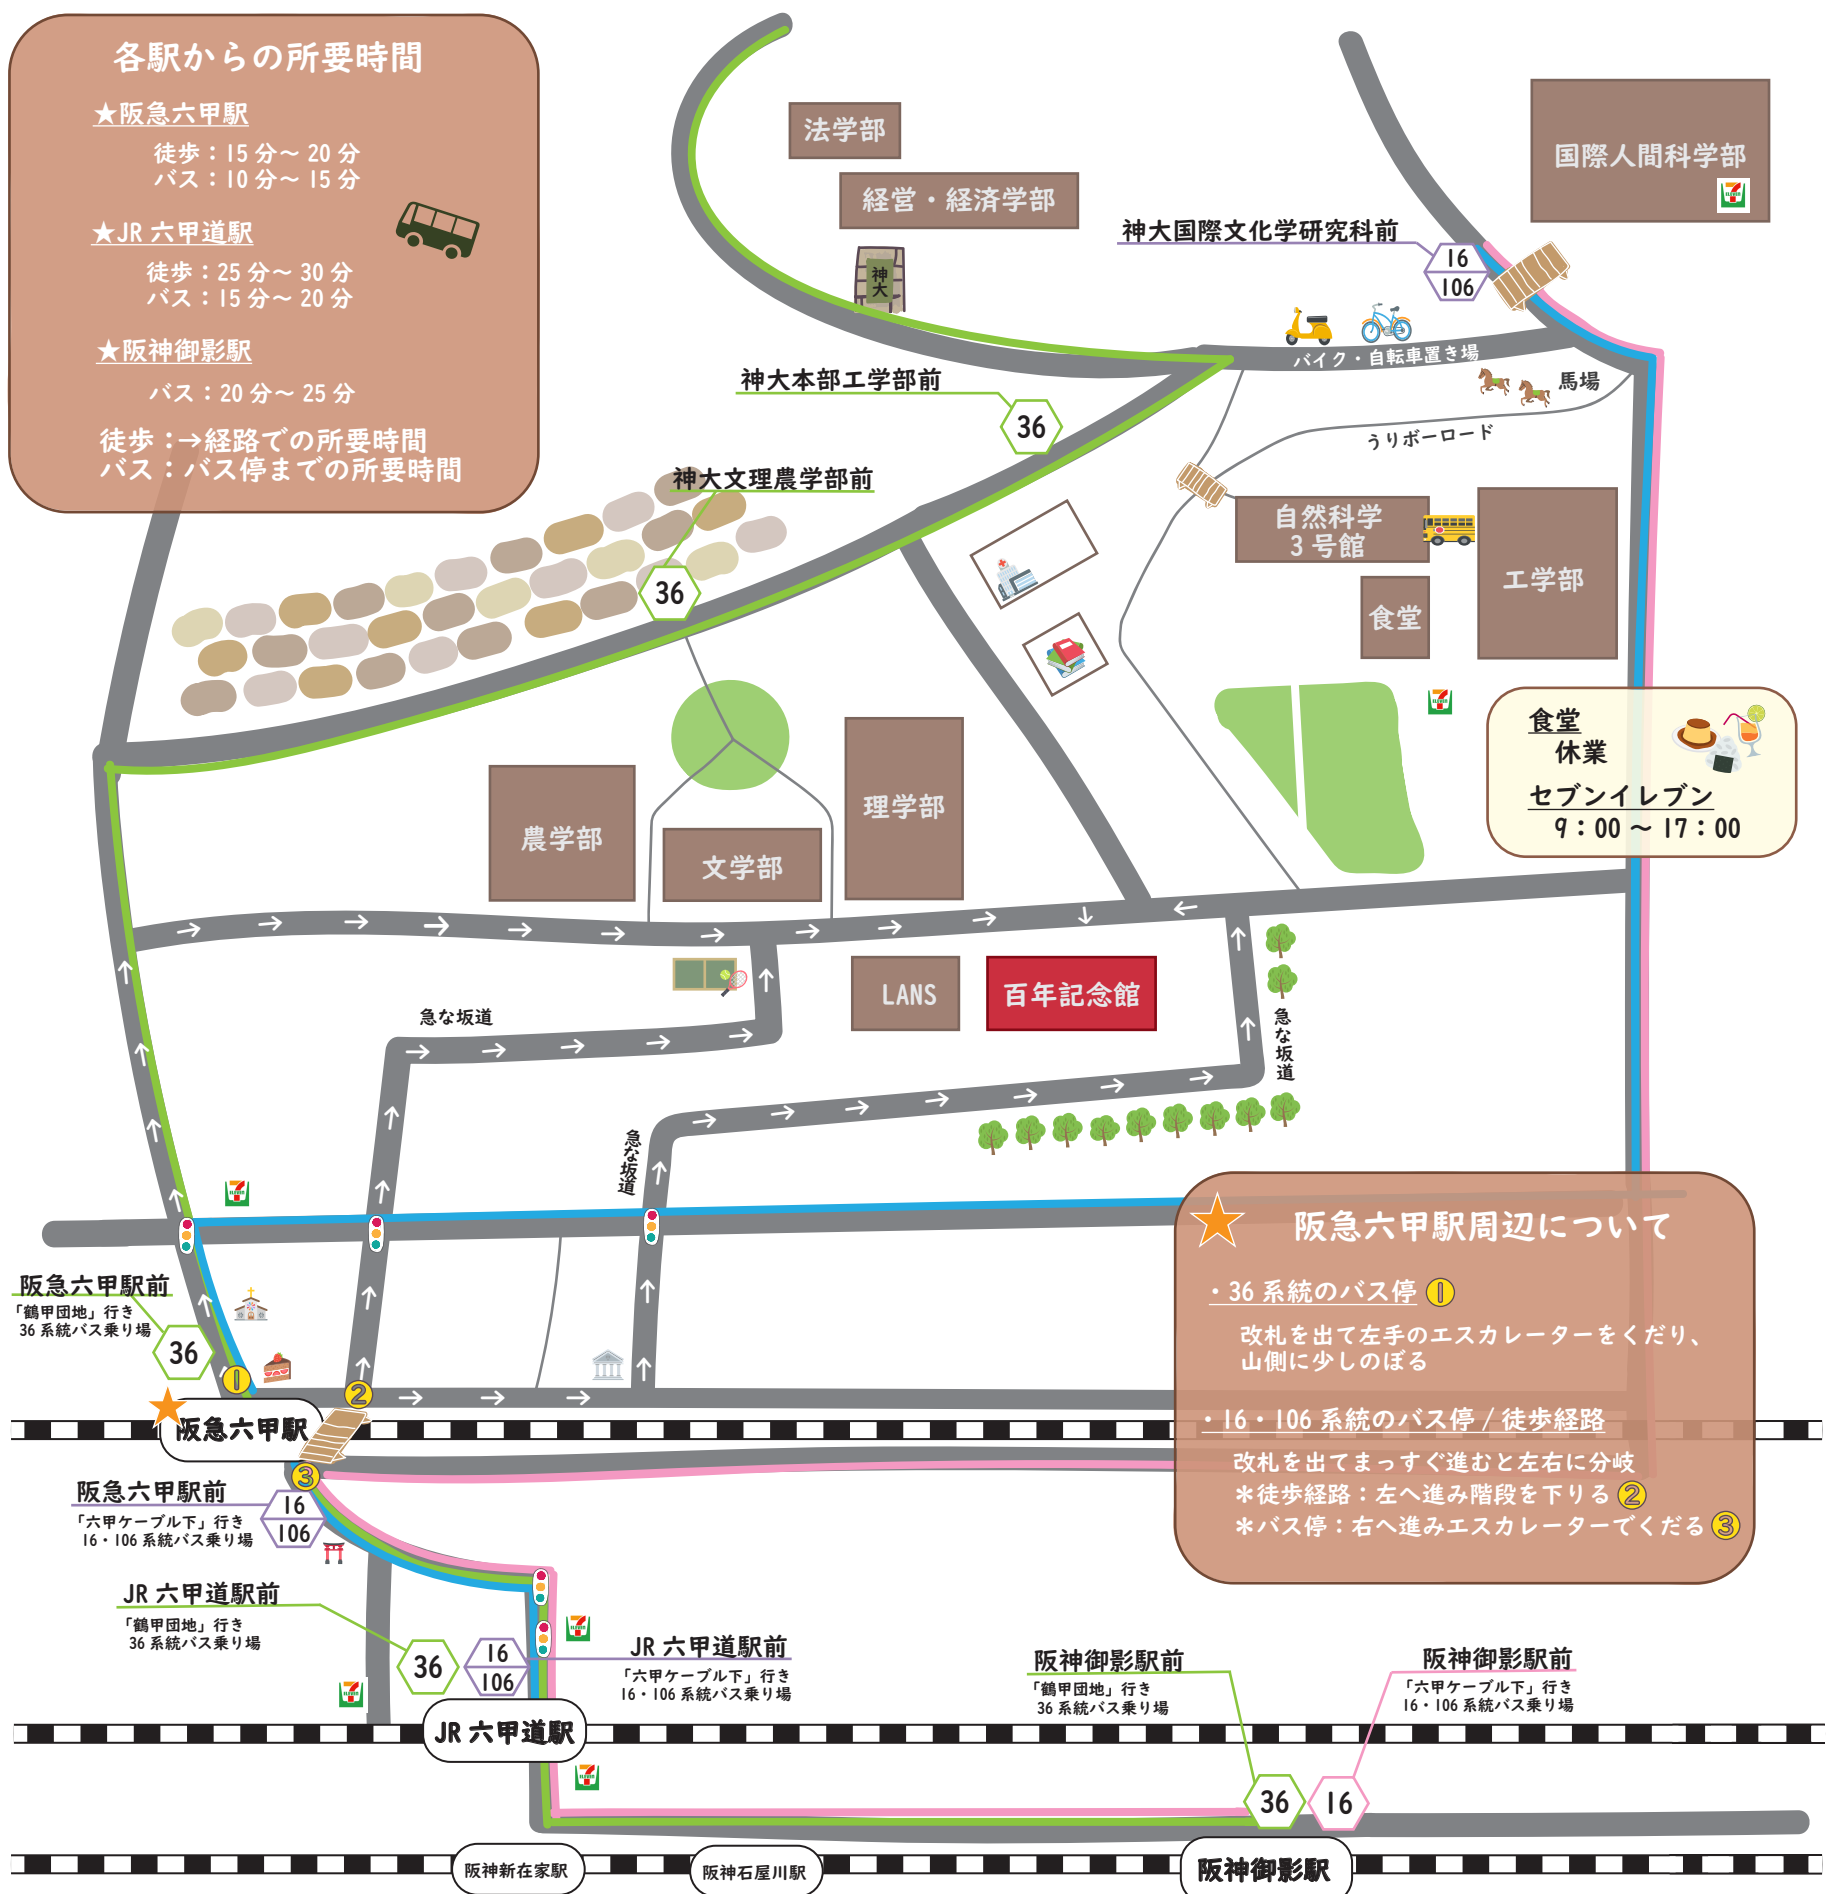 各駅からの所要時間
★阪急六甲駅
徒歩：15分～20分
バス：10分～15分
★JR六甲道駅
徒歩：25分～30分
バス：15分～20分
★阪神御影駅
バス：20分～25分
徒歩：→経路での所要時間
バス：バス停までの所要時間
法学部
経営・経済学部
神大
国際人間科学部
神大国際文化学研究科前
16
106
バイク・自転車置き場
馬場
うりボーロード
神大本部工学部前
36
神大文理農学部前
36
自然科学
3号館
工学部
食堂
食堂
休業
セブンイレブン
9：00～17：00
農学部
文学部
理学部
LANS
百年記念館
急な坂道
急な坂道
急な坂道
阪急六甲駅前
「鶴甲団地」行き
36系統バス乗り場
36
①
②
阪急六甲駅
③
阪急六甲駅前
「六甲ケーブル下」行き
16・106系統バス乗り場
16
106
阪急六甲駅周辺について
・36系統のバス停 ①
改札を出て左手のエスカレーターをくだり、
山側に少しのぼる
・16・106系統のバス停/徒歩経路
改札を出てまっすぐ進むと左右に分岐
＊徒歩経路：左へ進み階段を下りる②
＊バス停：右へ進みエスカレーターでくだる③
JR六甲道駅前
「鶴甲団地」行き
36系統バス乗り場
36
16
106
JR六甲道駅前
「六甲ケーブル下」行き
16・106系統バス乗り場
JR六甲道駅
阪神御影駅前
「鶴甲団地」行き
36系統バス乗り場
阪神御影駅前
「六甲ケーブル下」行き
16・106系統バス乗り場
36
16
阪神新在家駅
阪神石屋川駅
阪神御影駅